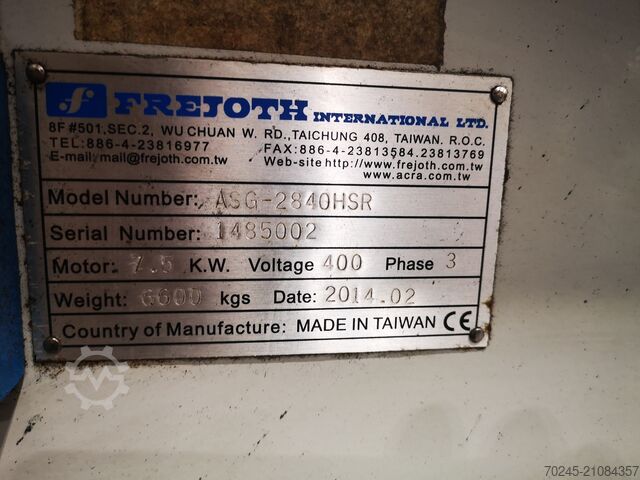 FREJOTH INTERNATIONAL LTD.
8F #501,SEC.2, WU CHUAN W. RD.,TAICHUNG 408, TAIWAN. R.O.C.
TEL:886-4-23816977 FAX:886-4-23813584.23813769
E-mail:mail@frejoth.com.tw Web-site http://www.frejoth.com.tw
www.acra.com.tw
Model Number: ASG-2840HSR
Serial Number: 1485002
Motor: 7.5 K.W. Voltage 400 Phase 3
Weight: 6600 kgs Date: 2014.02
Country of Manufacture: MADE IN TAIWAN CE
70245-21084357